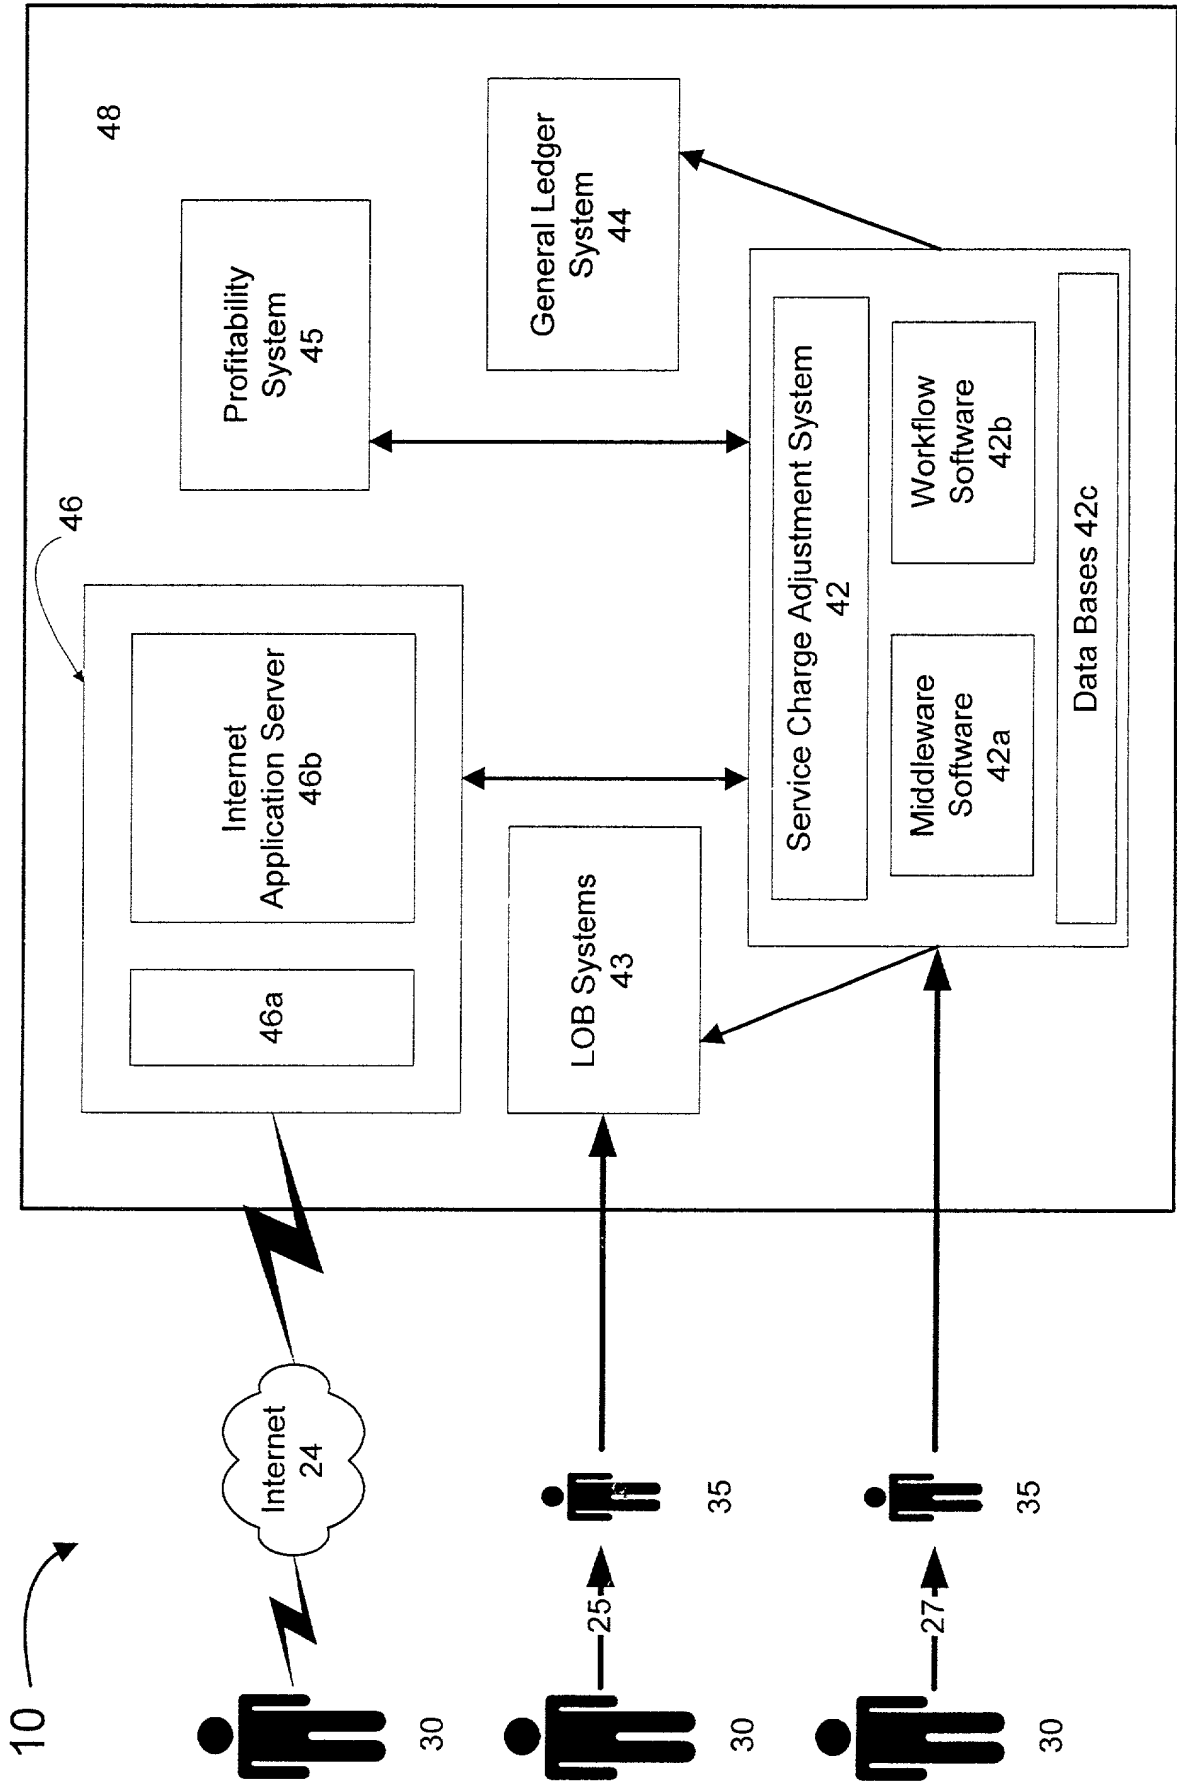 10
48
46
46a
Internet
Application Server
46b
Profitability
System
45
Internet
24
30
LOB Systems
43
General Ledger
System
44
25
35
30
Service Charge Adjustment System
42
Middleware
Software
42a
Workflow
Software
42b
Data Bases 42c
27
35
30